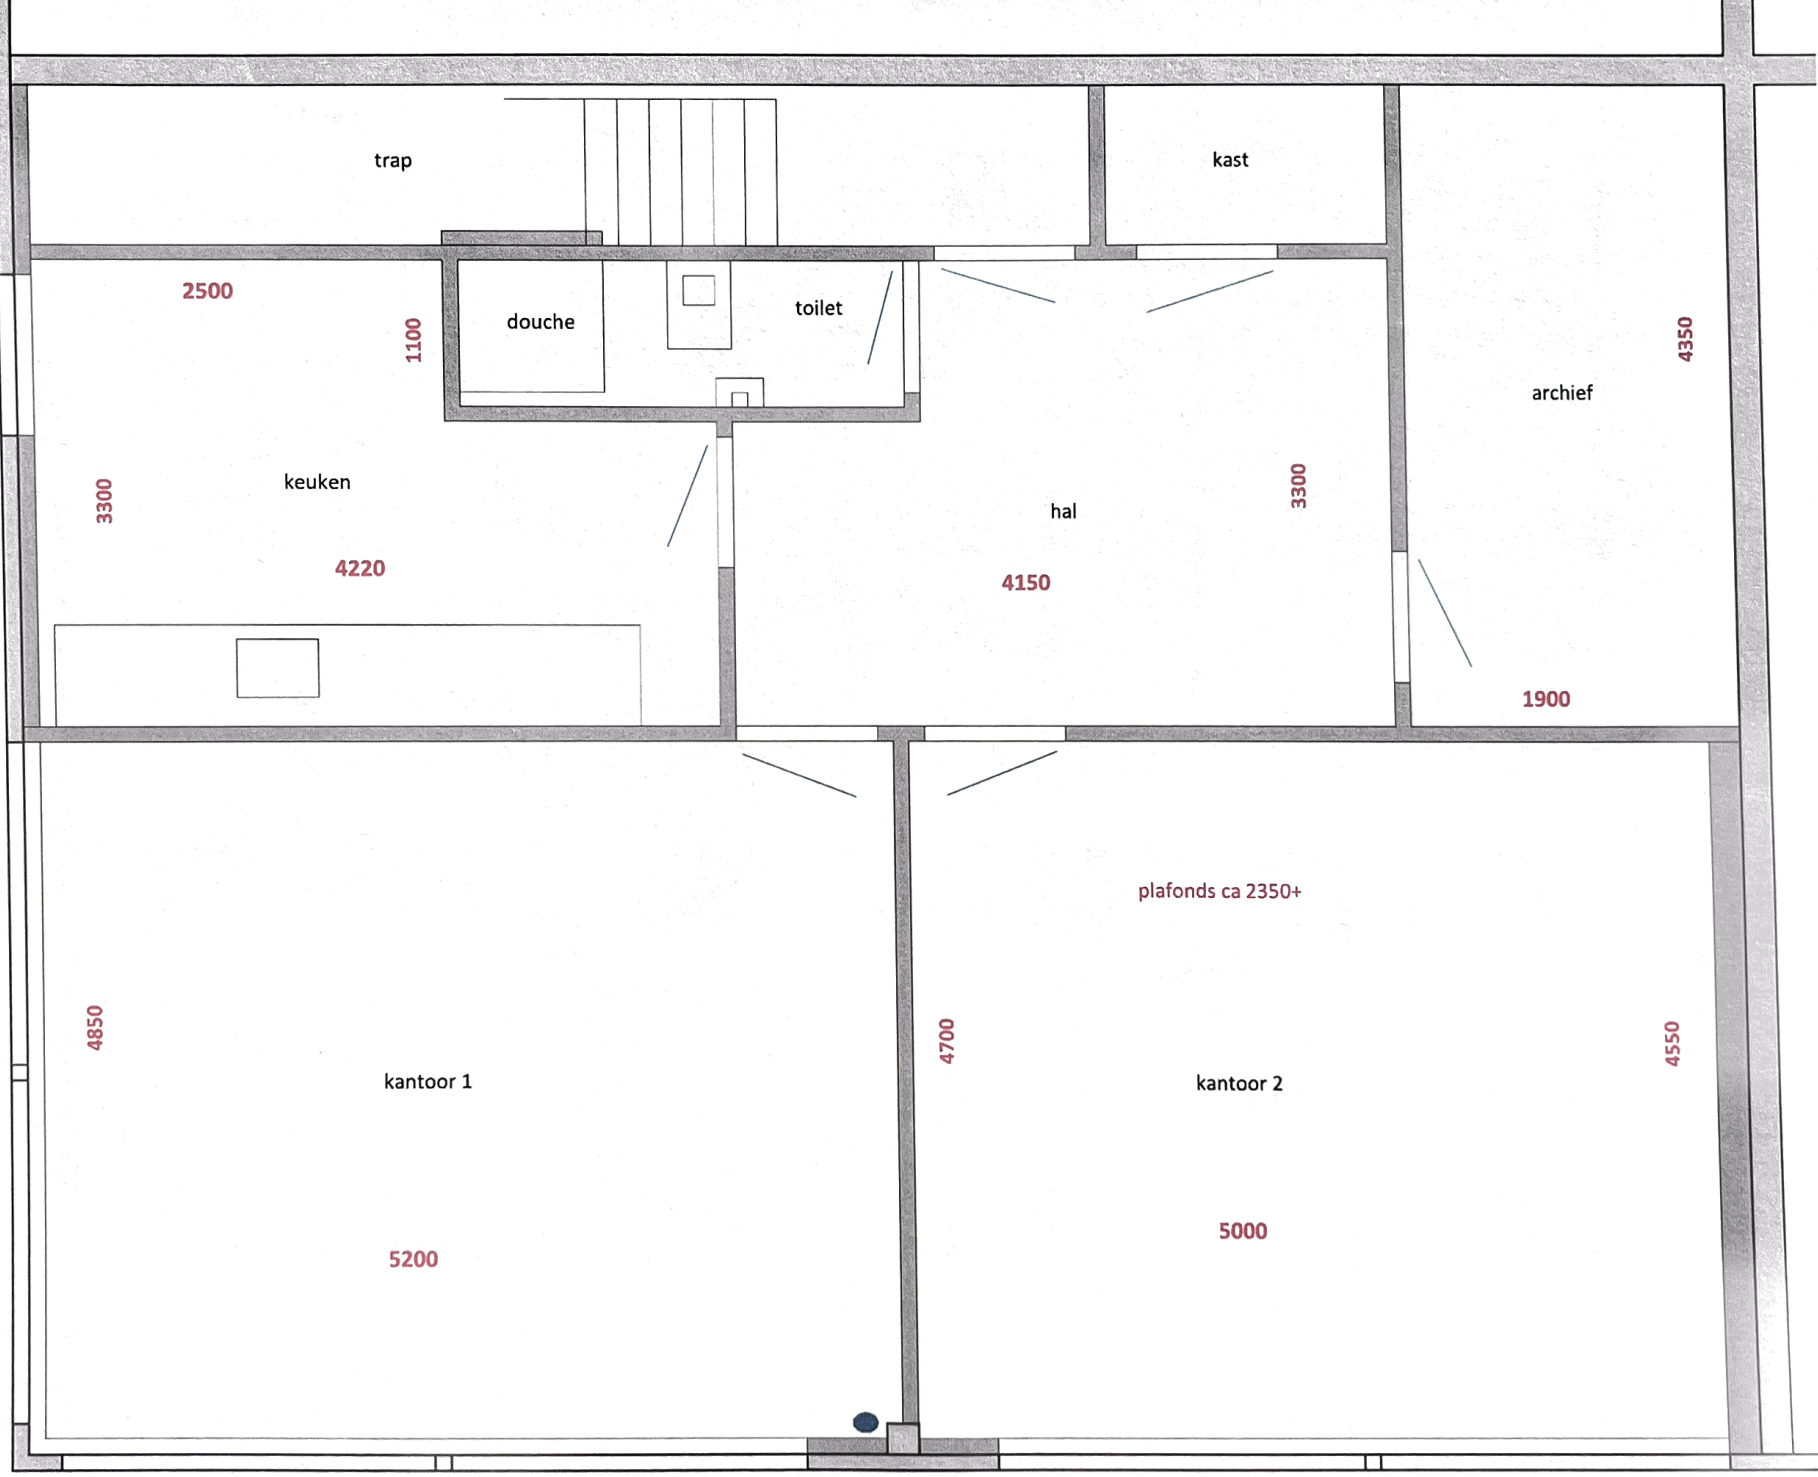 trap
kast
2500
douche
toilet
1100
4350
archief
keuken
3300
hal
3300
4220
4150
1900
plafonds ca 2350+
4850
4700
4550
kantoor 1
kantoor 2
5200
5000